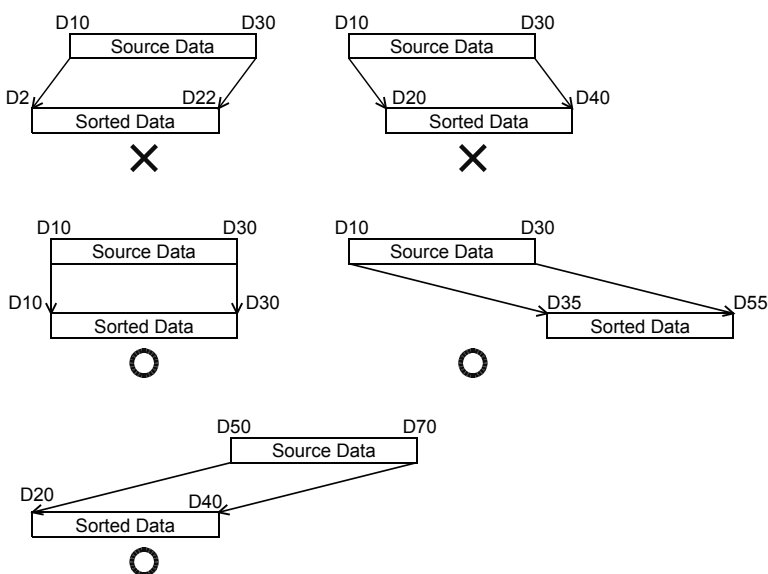 D10 D30 D10 D30
Source Data Source Data
D2 D22 D20 D40
Sorted Data Sorted Data
D10 D30 D10 D30
Source Data Source Data
D10 D30 D35 D55
Sorted Data Sorted Data
D50 D70
Source Data
D20 D40
Sorted Data